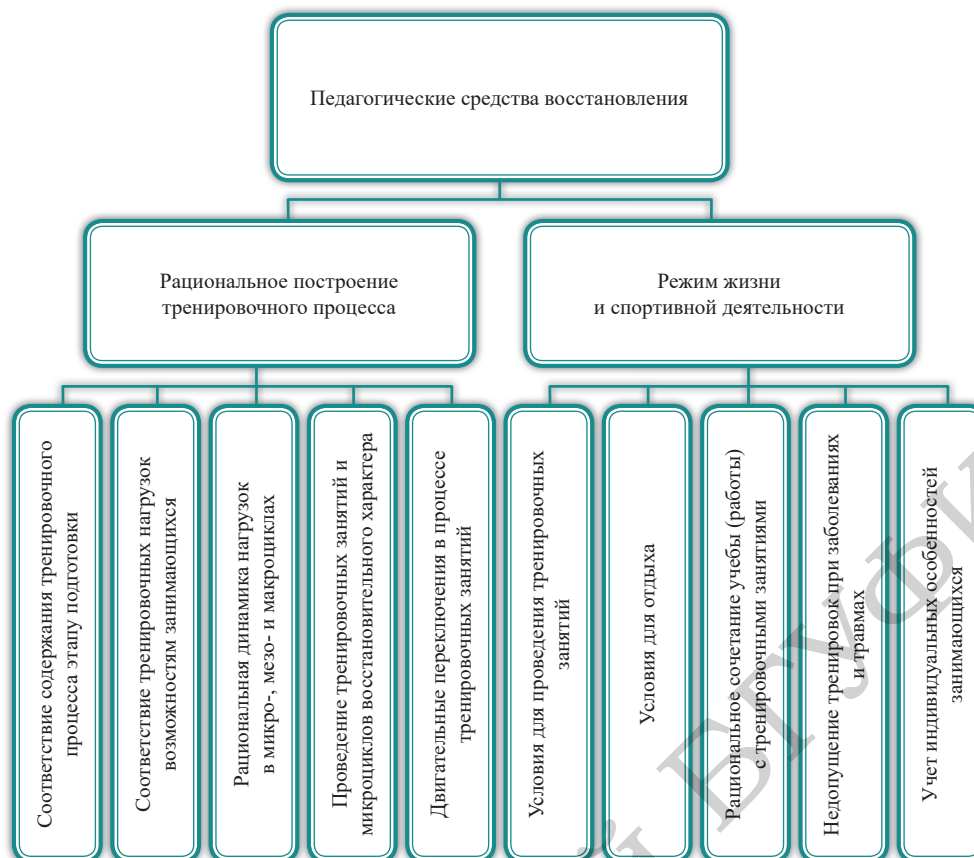 Педагогические средства восстановления
Рациональное построение
тренировочного процесса
Режим жизни
и спортивной деятельности
Соответствие содержания тренировочного
процесса этапу подготовки
Соответствие тренировочных нагрузок
возможностям занимающихся
Рациональная динамика нагрузок
в микро-, мезо- и макроциклах
Проведение тренировочных занятий и
микроциклов восстановительного характера
Двигательные переключения в процессе
тренировочных занятий
Условия для проведения тренировочных
занятий
Условия для отдыха
Рациональное сочетание учебы (работы)
с тренировочными занятиями
Недопущение тренировок при заболеваниях
и травмах
Учет индивидуальных особенностей
занимающихся